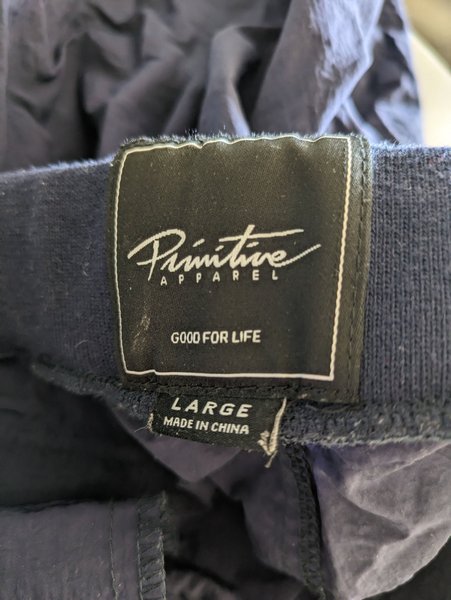 Primitive
APPAREL
GOOD FOR LIFE
LARGE
MADE IN CHINA